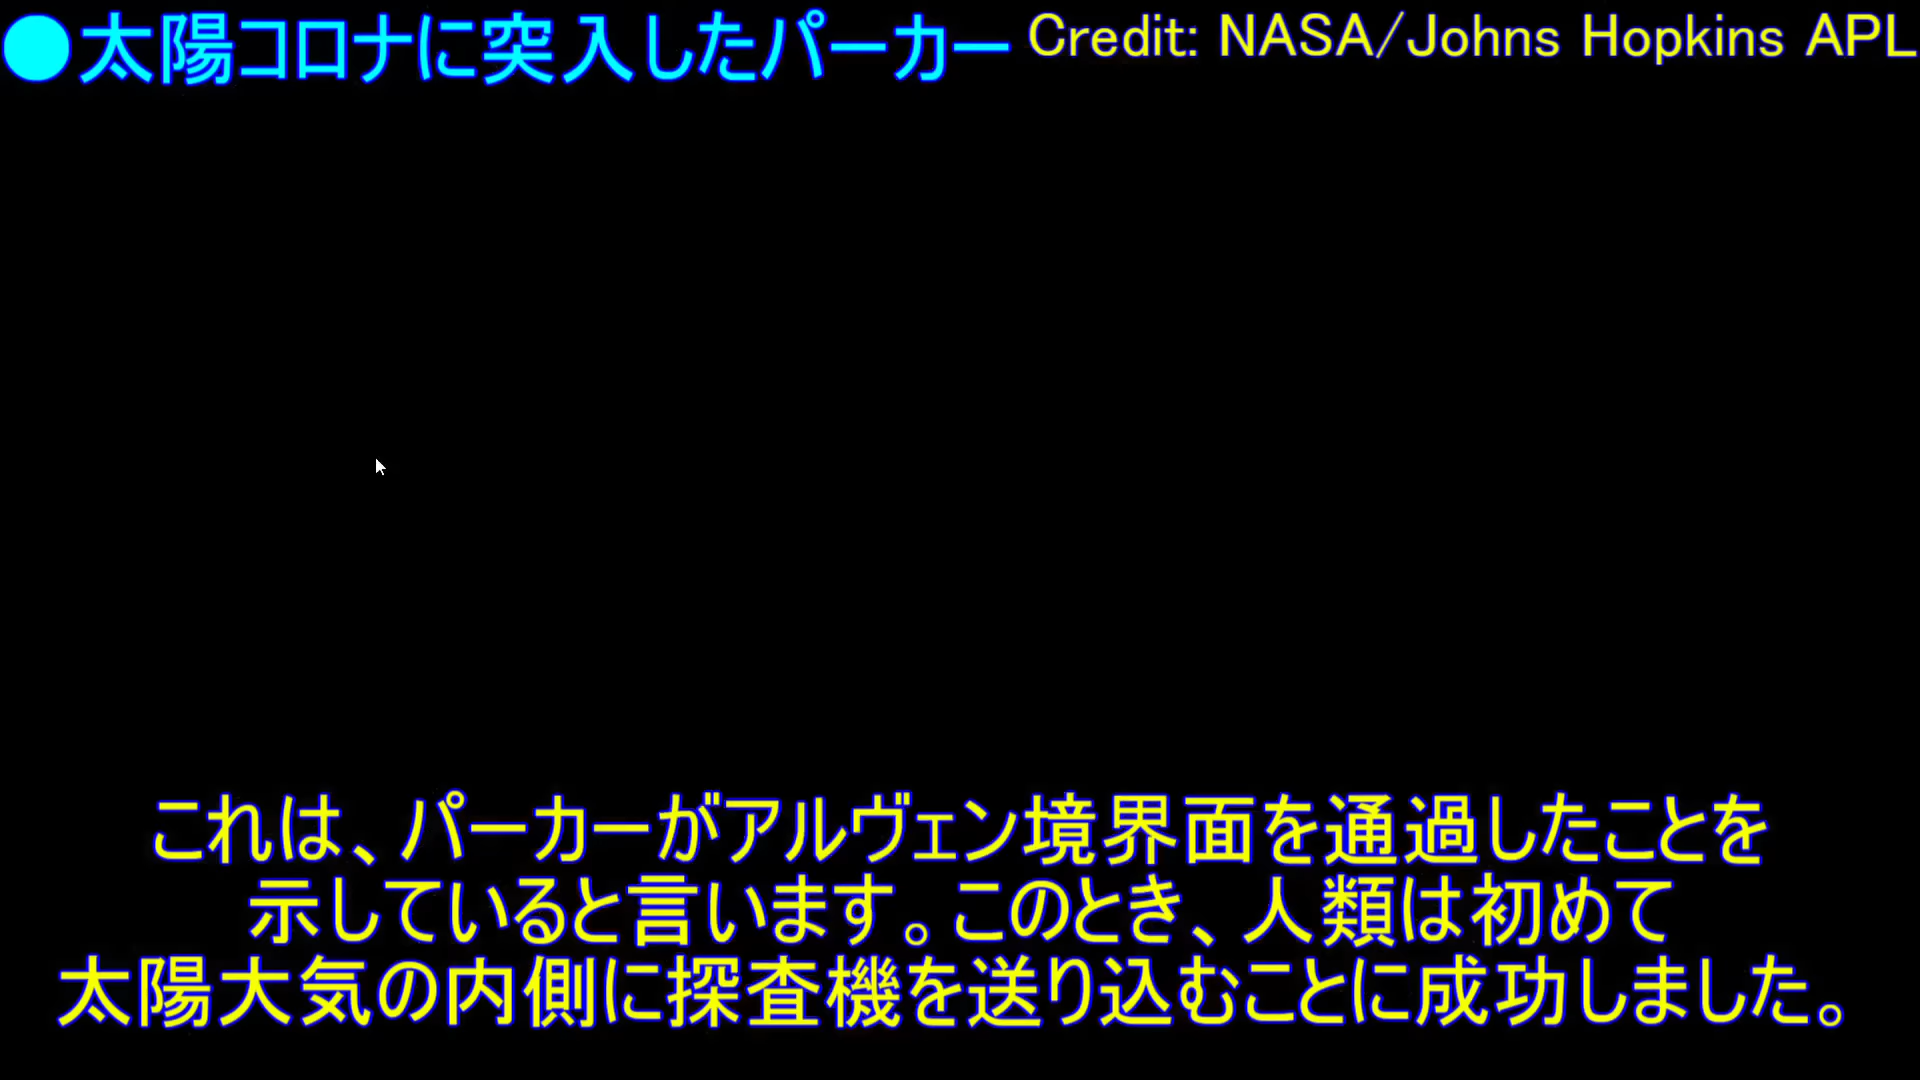 ●太陽コロナに突入したパーカー
Credit: NASA/Johns Hopkins APL
これは、パーカーがアルヴェン境界面を通過したことを
示していると言います。このとき、人類は初めて
太陽大気の内側に探査機を送り込むことに成功しました。